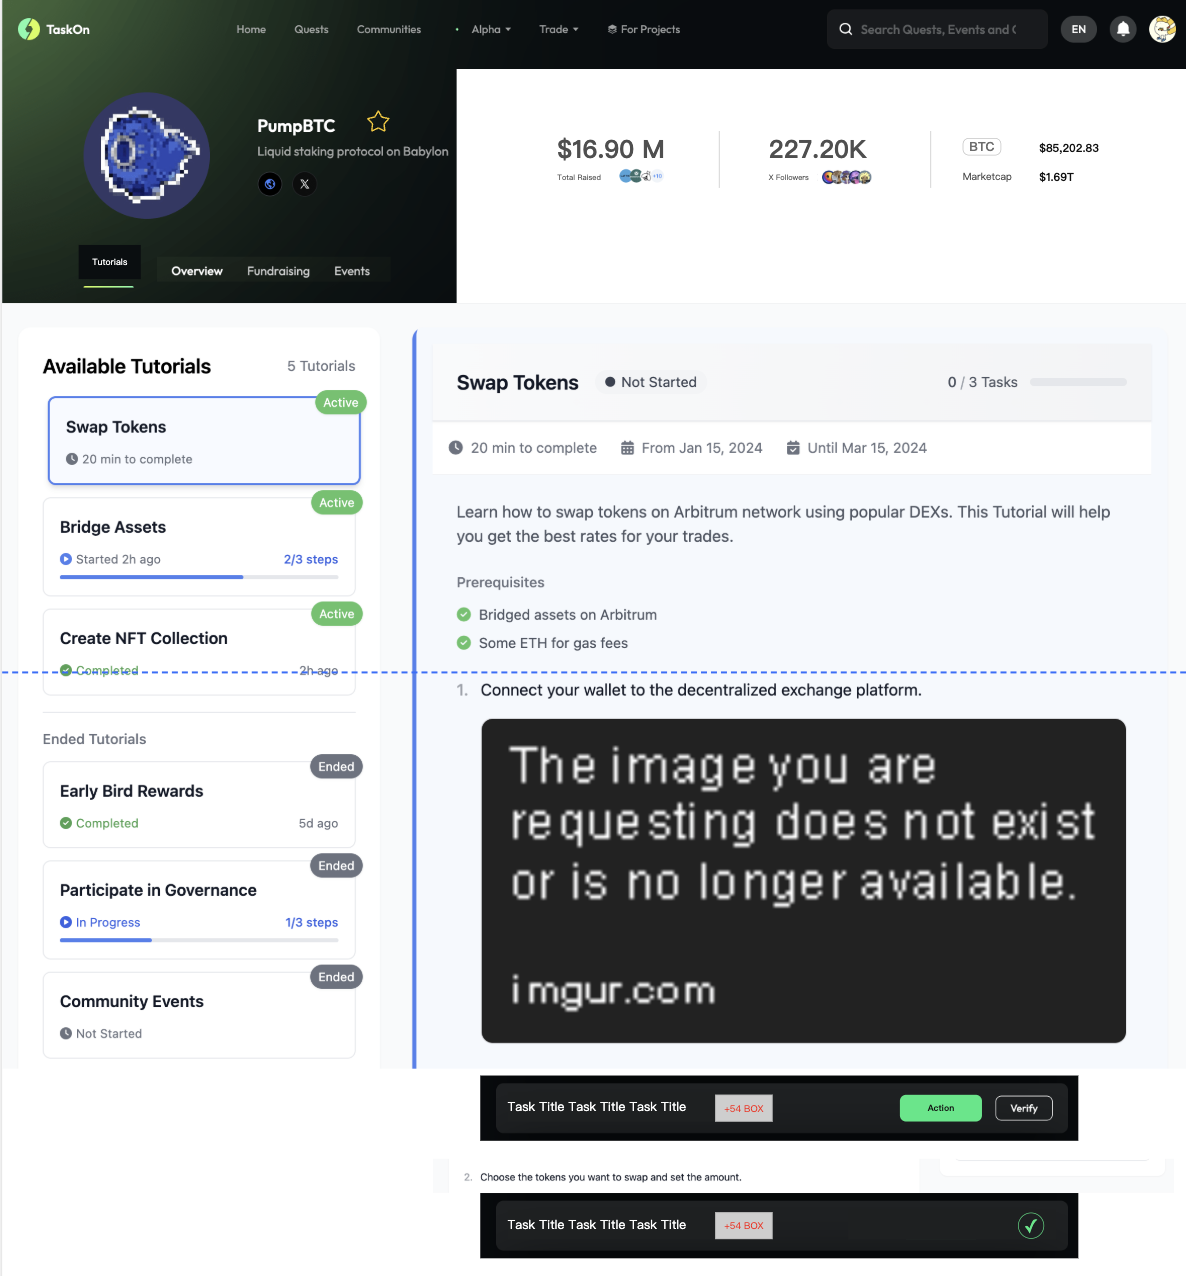 TaskOn
Home Quests Communities Alpha Trade For Projects
Search Quests, Events and C
EN
PumpBTC
Liquid staking protocol on Babylon
Tutorials Overview Fundraising Events
$16.90 M
Total Raised +10
227.20K
X Followers
BTC $85,202.83
Marketcap $1.69T
Available Tutorials 5 Tutorials
Active
Swap Tokens
20 min to complete
Active
Bridge Assets
Started 2h ago 2/3 steps
Active
Create NFT Collection
Completed 2h ago
Ended Tutorials
Ended
Early Bird Rewards
Completed 5d ago
Ended
Participate in Governance
In Progress 1/3 steps
Ended
Community Events
Not Started
Swap Tokens Not Started 0 / 3 Tasks
20 min to complete From Jan 15, 2024 Until Mar 15, 2024
Learn how to swap tokens on Arbitrum network using popular DEXs. This Tutorial will help
you get the best rates for your trades.
Prerequisites
Bridged assets on Arbitrum
Some ETH for gas fees
1. Connect your wallet to the decentralized exchange platform.
The image you are
requesting does not exist
or is no longer available.
imgur.com
Task Title Task Title Task Title +54 BOX Action Verify
2. Choose the tokens you want to swap and set the amount.
Task Title Task Title Task Title +54 BOX